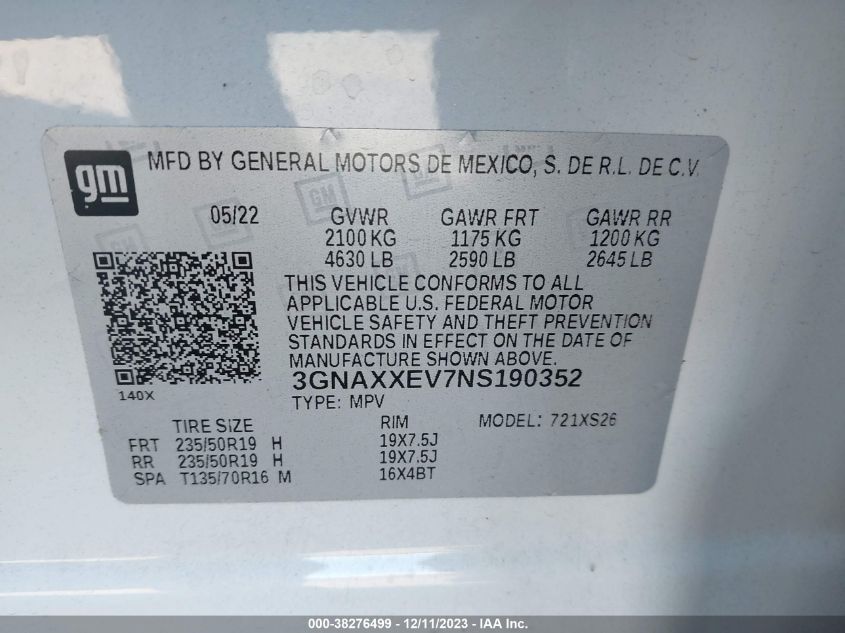 gm
MFD BY GENERAL MOTORS DE MEXICO, S. DE R.L. DE C.V.
05/22 GVWR GAWR FRT GAWR RR
2100 KG 1175 KG 1200 KG
4630 LB 2590 LB 2645 LB
THIS VEHICLE CONFORMS TO ALL
APPLICABLE U.S. FEDERAL MOTOR
VEHICLE SAFETY AND THEFT PREVENTION
STANDARDS IN EFFECT ON THE DATE OF
MANUFACTURE SHOWN ABOVE.
3GNAXXEV7NS190352
140X
TYPE: MPV
TIRE SIZE RIM MODEL: 721XS26
FRT 235/50R19 H 19X7.5J
RR 235/50R19 H 19X7.5J
SPA T135/70R16 M 16X4BT
000-38276499 - 12/11/2023 - IAA Inc.